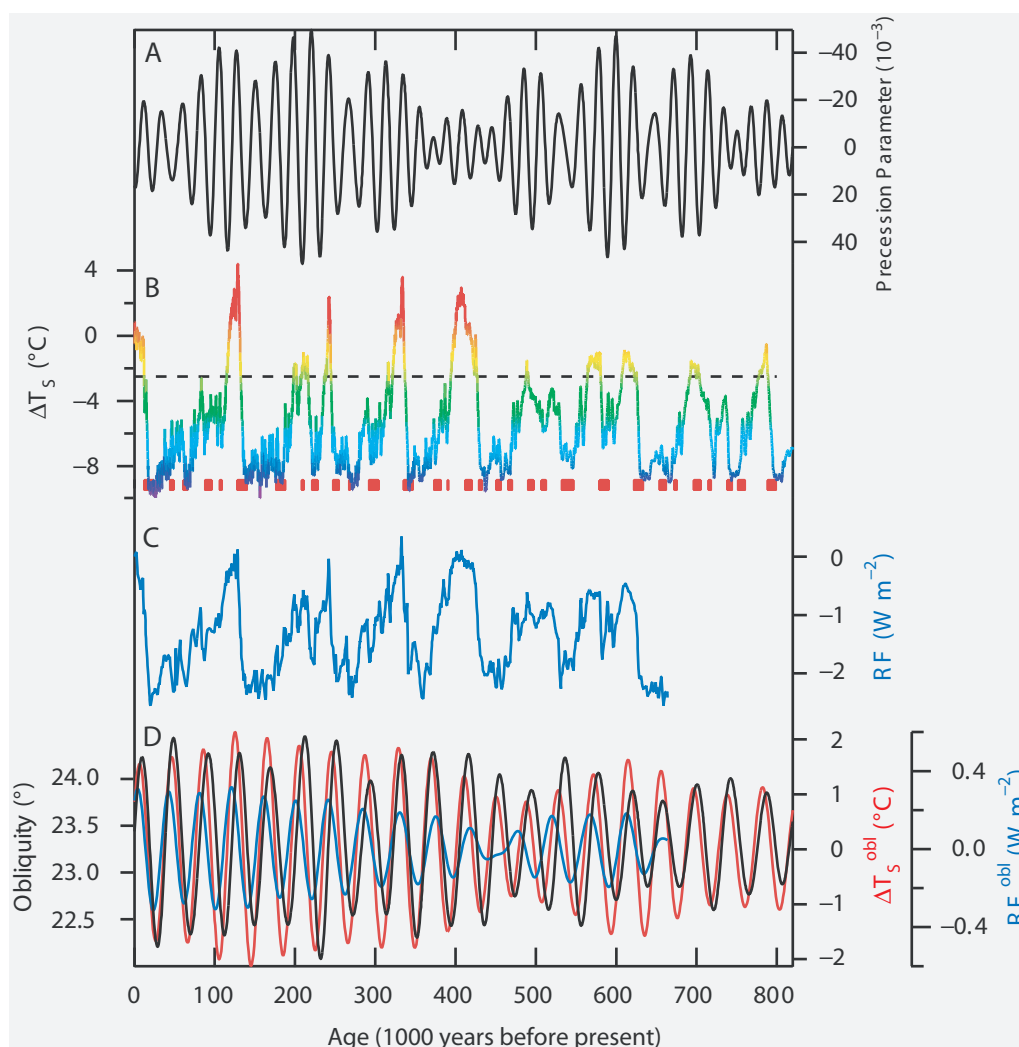 A
−40
−20
0
20
40
Precession Parameter (10⁻³)
B
4
0
−4
−8
ΔTₛ (°C)
C
0
−1
−2
RF (W m⁻²)
D
24.0
23.5
23.0
22.5
Obliquity (°)
2
1
0
−1
−2
ΔTₛᵒᵇˡ (°C)
0.4
0.0
−0.4
RFᵒᵇˡ (W m⁻²)
0 100 200 300 400 500 600 700 800
Age (1000 years before present)